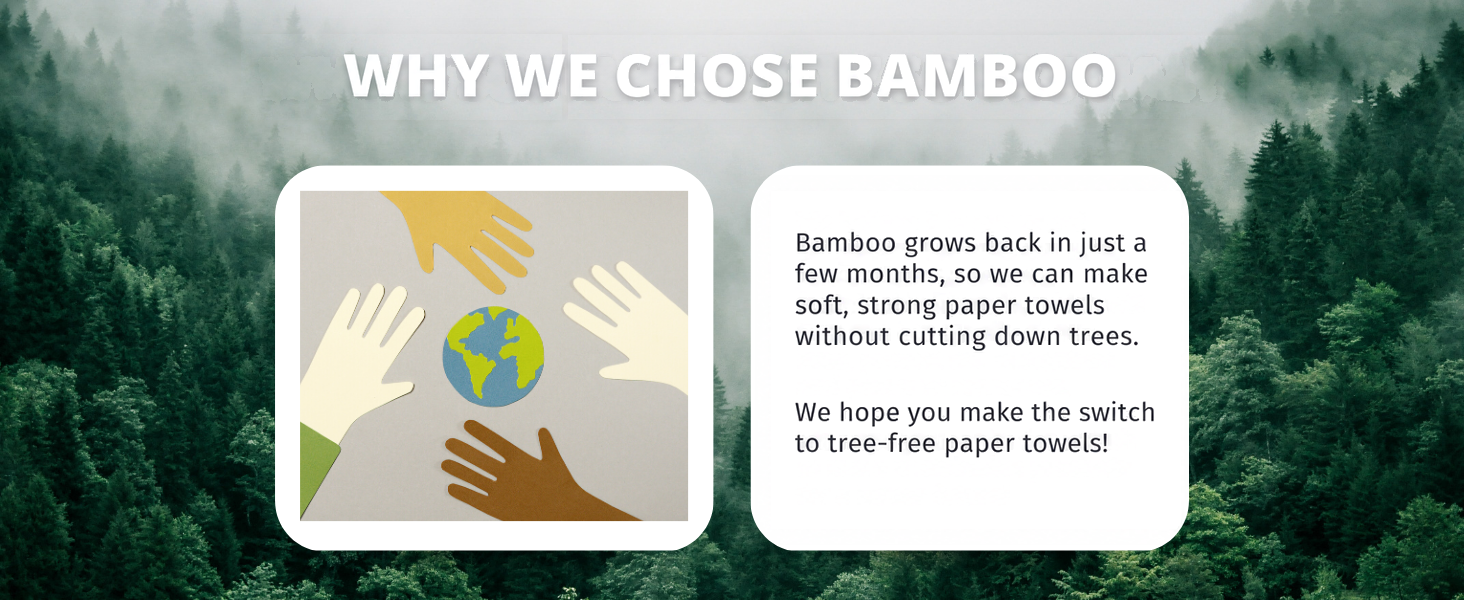 WHY WE CHOSE BAMBOO
Bamboo grows back in just a
few months, so we can make
soft, strong paper towels
without cutting down trees.
We hope you make the switch
to tree-free paper towels!